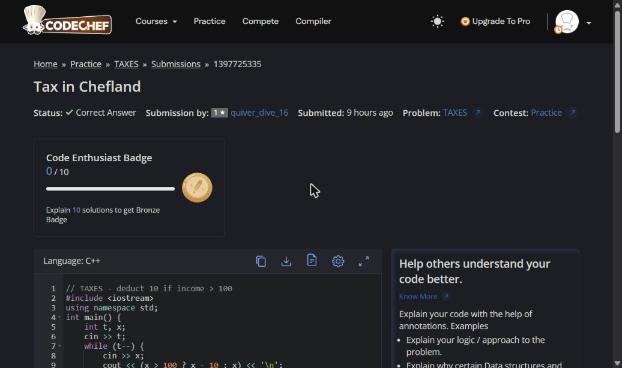 CODECHEF Courses Practice Compete Compiler Upgrade To Pro
Home » Practice » TAXES » Submissions » 1397725335
Tax in Chefland
Status: ✓ Correct Answer Submission by: 1★ quiver_dive_16 Submitted: 9 hours ago Problem: TAXES Contest: Practice
Code Enthusiast Badge
0 / 10
Explain 10 solutions to get Bronze
Badge
Language: C++
1 // TAXES - deduct 10 if income > 100
2 #include <iostream>
3 using namespace std;
4 int main() {
5 int t, x;
6 cin >> t;
7 while (t--) {
8 cin >> x;
9 cout << (x > 100 ? x - 10 : x) << '\n';
Help others understand your
code better.
Know More
Explain your code with the help of
annotations. Examples
• Explain your logic / approach to the
problem.
• Explain why certain Data structures and